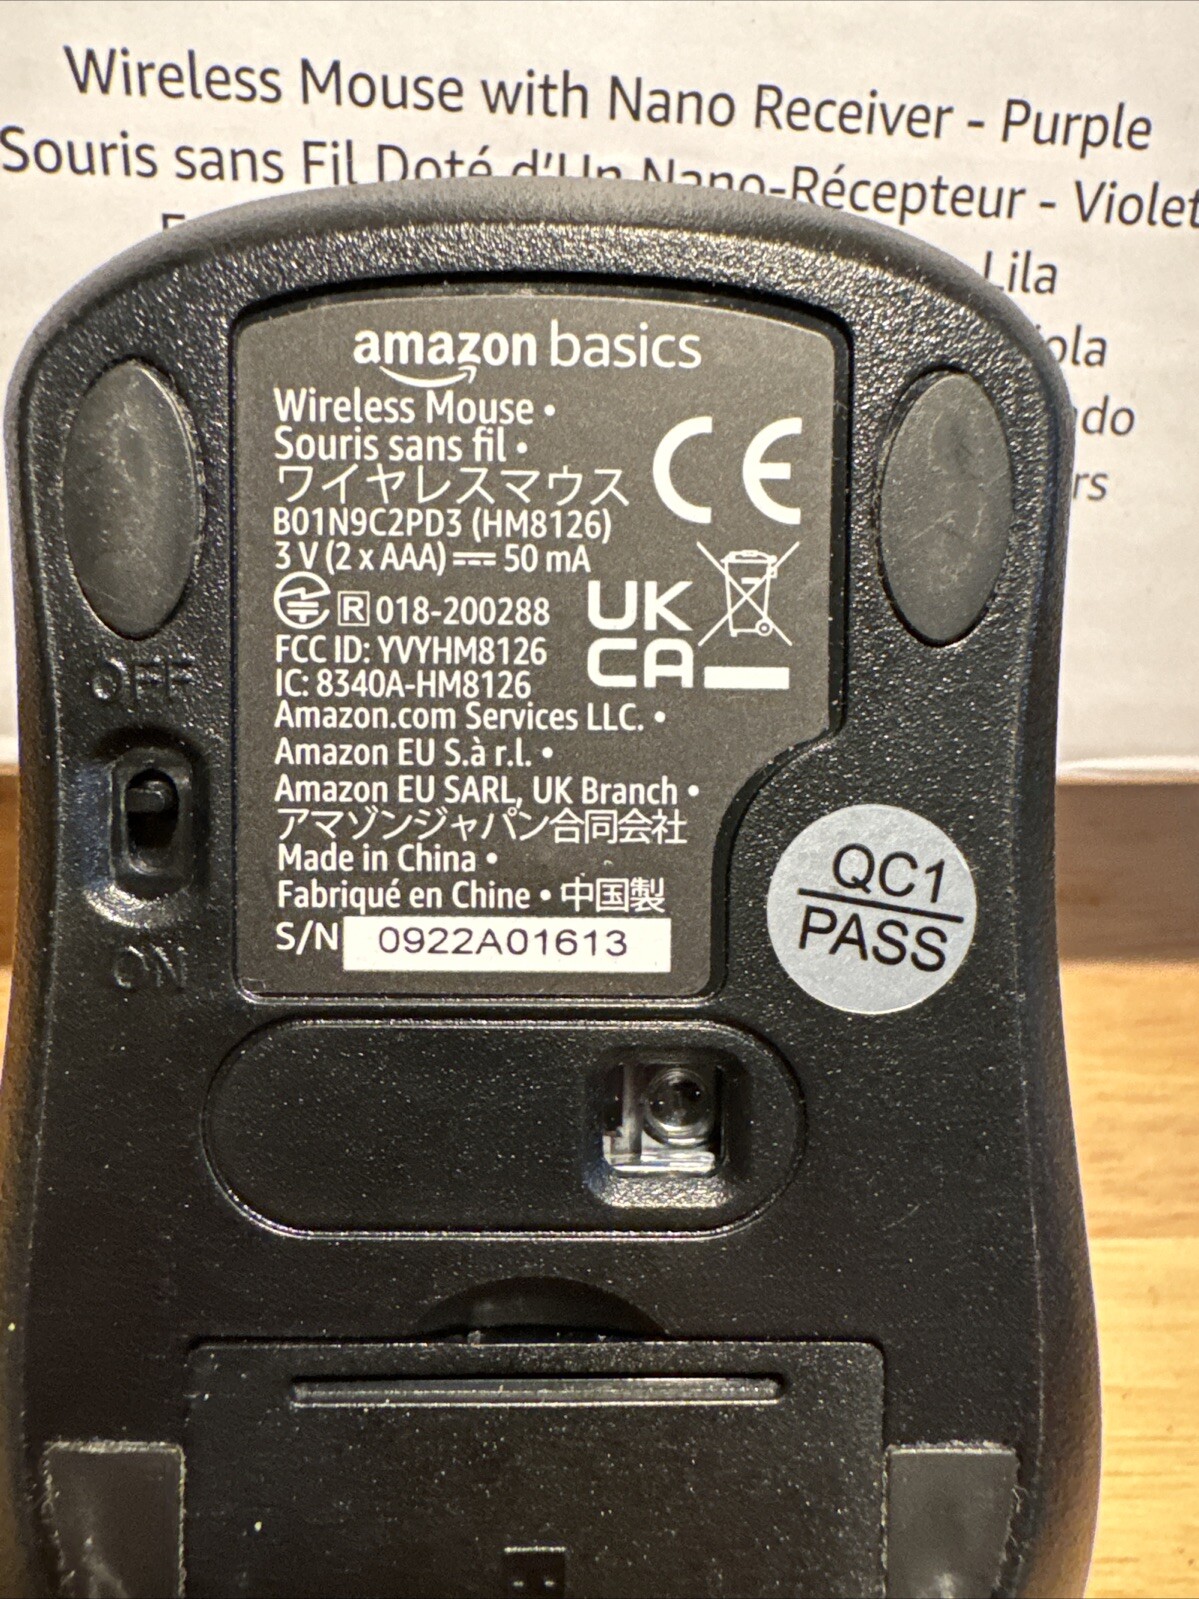 Wireless Mouse with Nano Receiver - Purple
Souris sans Fil Doté d'Un Nano-Récepteur - Violet
Lila
amazon basics
Wireless Mouse •
Souris sans fil •
ワイヤレスマウス
B01N9C2PD3 (HM8126)
3 V (2 x AAA) ⎓ 50 mA
R 018-200288
FCC ID: YVYHM8126
IC: 8340A-HM8126
Amazon.com Services LLC. •
Amazon EU S.à r.l. •
Amazon EU SARL, UK Branch •
アマゾンジャパン合同会社
Made in China •
Fabriqué en Chine • 中国製
S/N 0922A01613
CE
UK
CA
OFF
ON
QC1
PASS